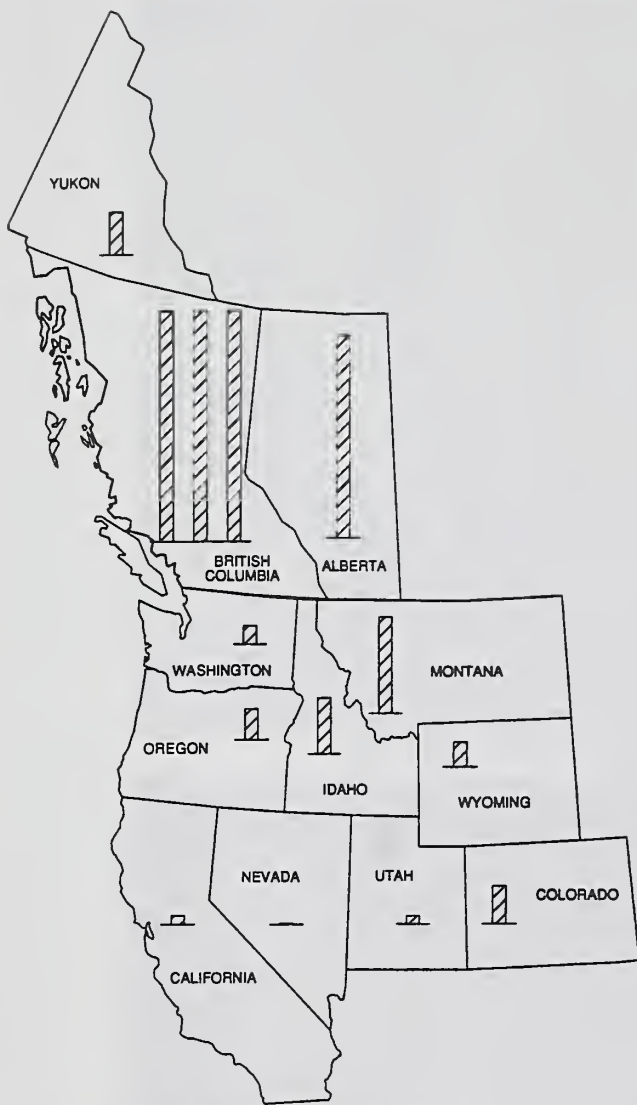 YUKON
BRITISH
COLUMBIA
ALBERTA
WASHINGTON
MONTANA
OREGON
IDAHO
WYOMING
NEVADA
UTAH
COLORADO
CALIFORNIA